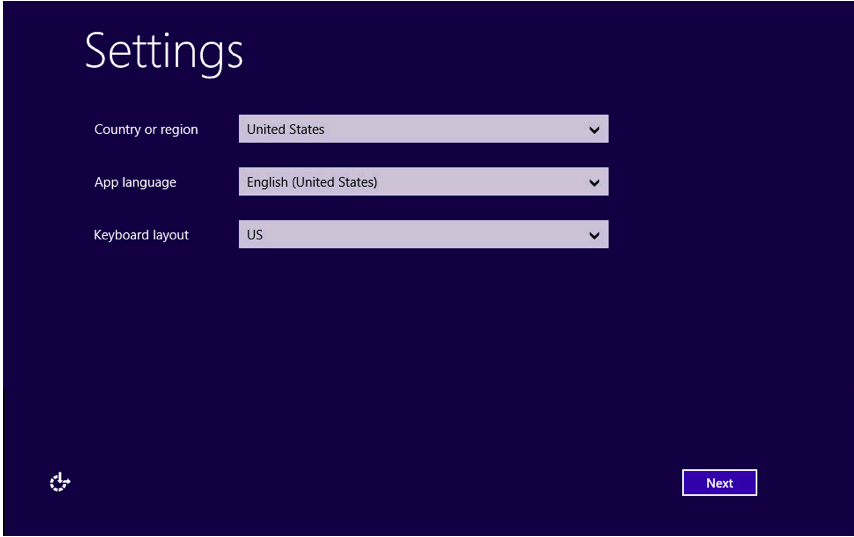 Settings
Country or region United States
App language English (United States)
Keyboard layout US
Next